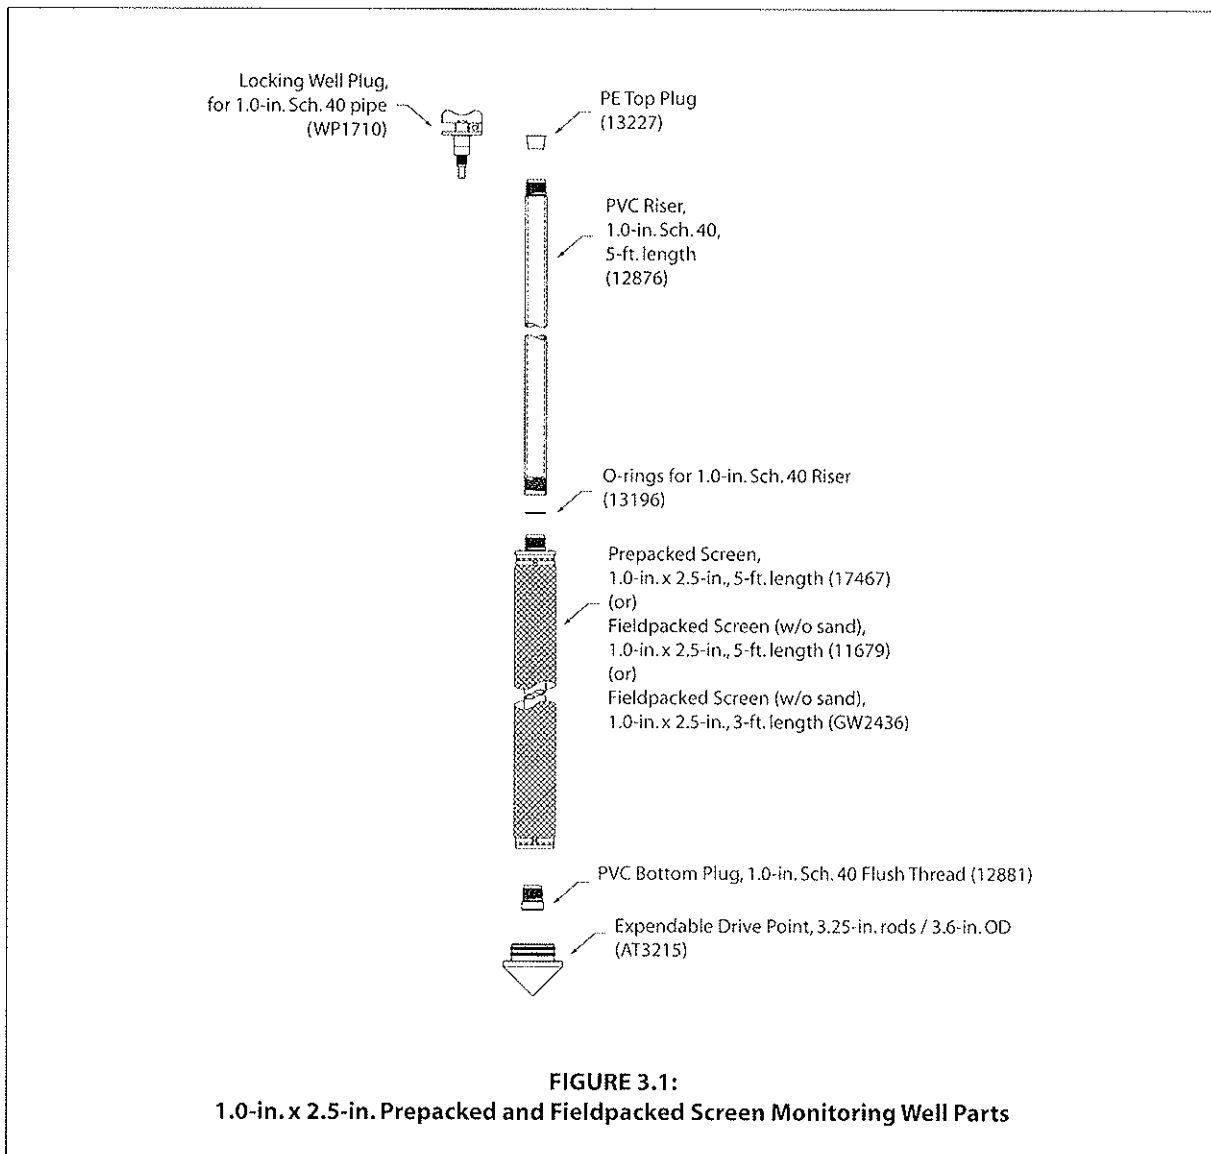 Locking Well Plug,
for 1.0-in. Sch. 40 pipe
(WP1710)
PE Top Plug
(13227)
PVC Riser,
1.0-in. Sch. 40,
5-ft. length
(12876)
O-rings for 1.0-in. Sch. 40 Riser
(13196)
Prepacked Screen,
1.0-in. x 2.5-in., 5-ft. length (17467)
(or)
Fieldpacked Screen (w/o sand),
1.0-in. x 2.5-in., 5-ft. length (11679)
(or)
Fieldpacked Screen (w/o sand),
1.0-in. x 2.5-in., 3-ft. length (GW2436)
PVC Bottom Plug, 1.0-in. Sch. 40 Flush Thread (12881)
Expendable Drive Point, 3.25-in. rods / 3.6-in. OD
(AT3215)
FIGURE 3.1:
1.0-in. x 2.5-in. Prepacked and Fieldpacked Screen Monitoring Well Parts